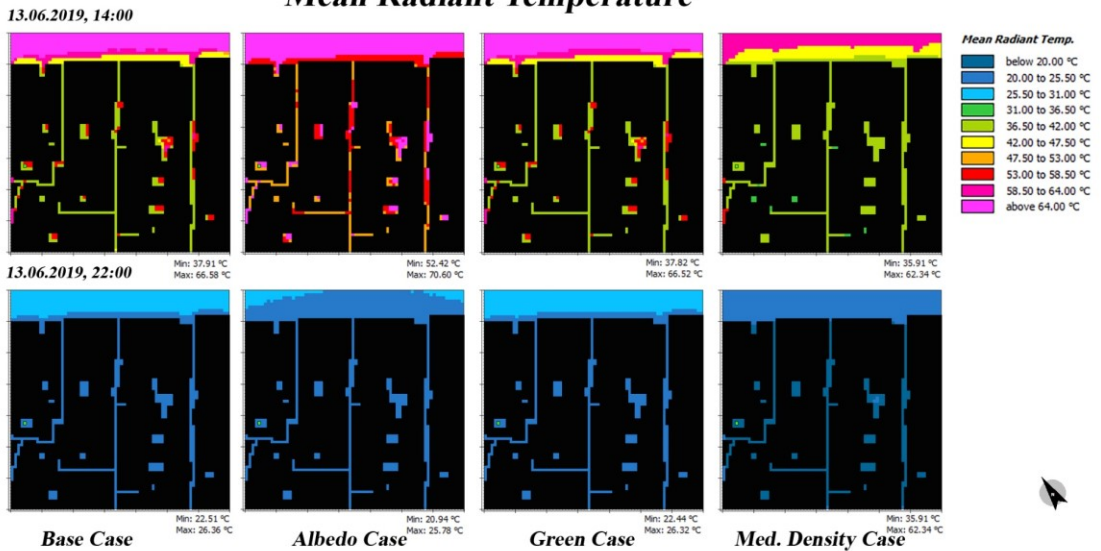 Mean Radiant Temperature
13.06.2019, 14:00
Mean Radiant Temp.
below 20.00 °C
20.00 to 25.50 °C
25.50 to 31.00 °C
31.00 to 36.50 °C
36.50 to 42.00 °C
42.00 to 47.50 °C
47.50 to 53.00 °C
53.00 to 58.50 °C
58.50 to 64.00 °C
above 64.00 °C
Min: 37.91 °C
Max: 66.58 °C
Min: 52.42 °C
Max: 70.60 °C
Min: 37.82 °C
Max: 66.52 °C
Min: 35.91 °C
Max: 62.34 °C
13.06.2019, 22:00
Min: 22.51 °C
Max: 26.36 °C
Min: 20.94 °C
Max: 25.78 °C
Min: 22.44 °C
Max: 26.32 °C
Min: 35.91 °C
Max: 62.34 °C
Base Case
Albedo Case
Green Case
Med. Density Case